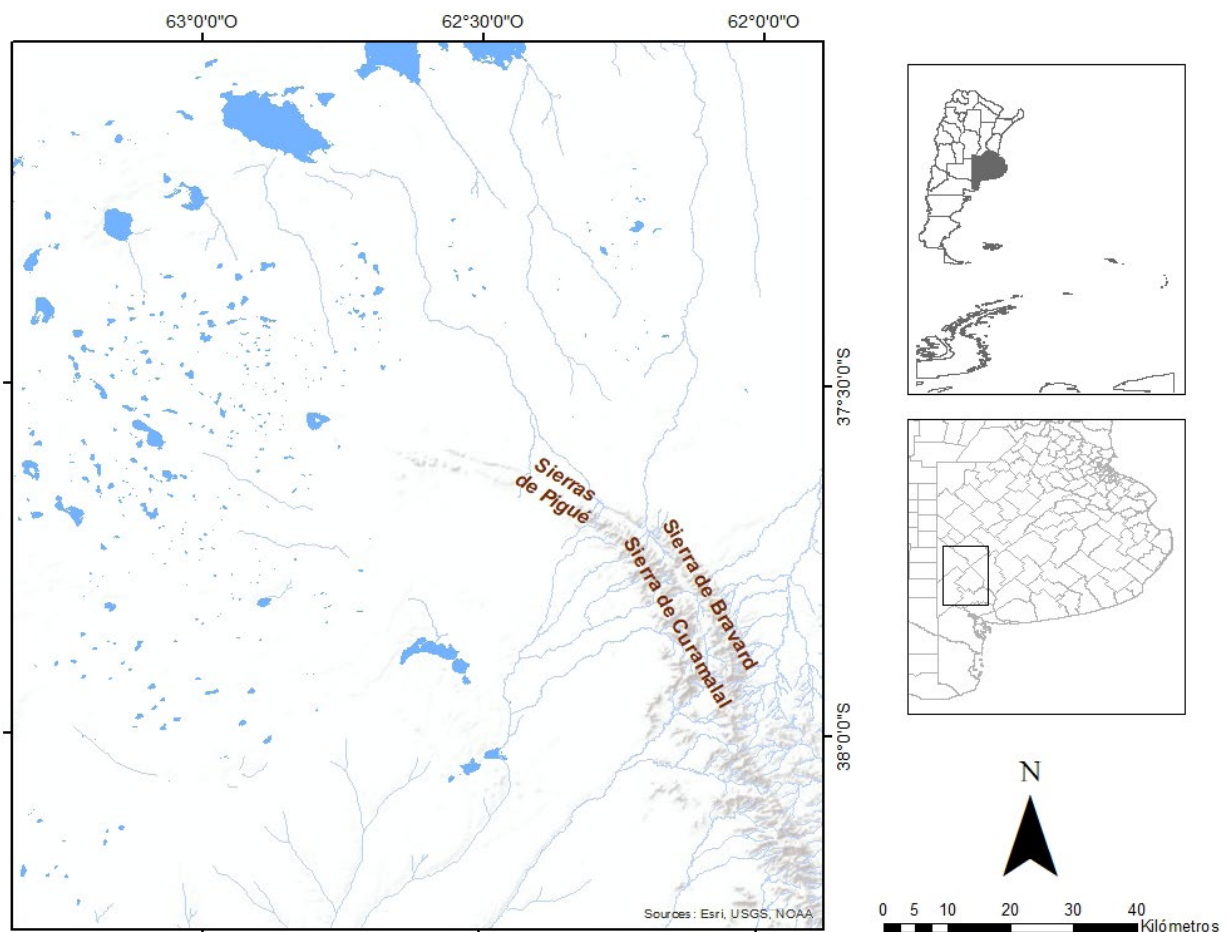 63°0'0"O
62°30'0"O
62°0'0"O
37°30'0"S
Sierras
de Pigué
Sierra de Bravard
Sierra de Curamalal
38°0'0"S
Sources: Esri, USGS, NOAA
N
0 5 10 20 30 40
Kilómetros